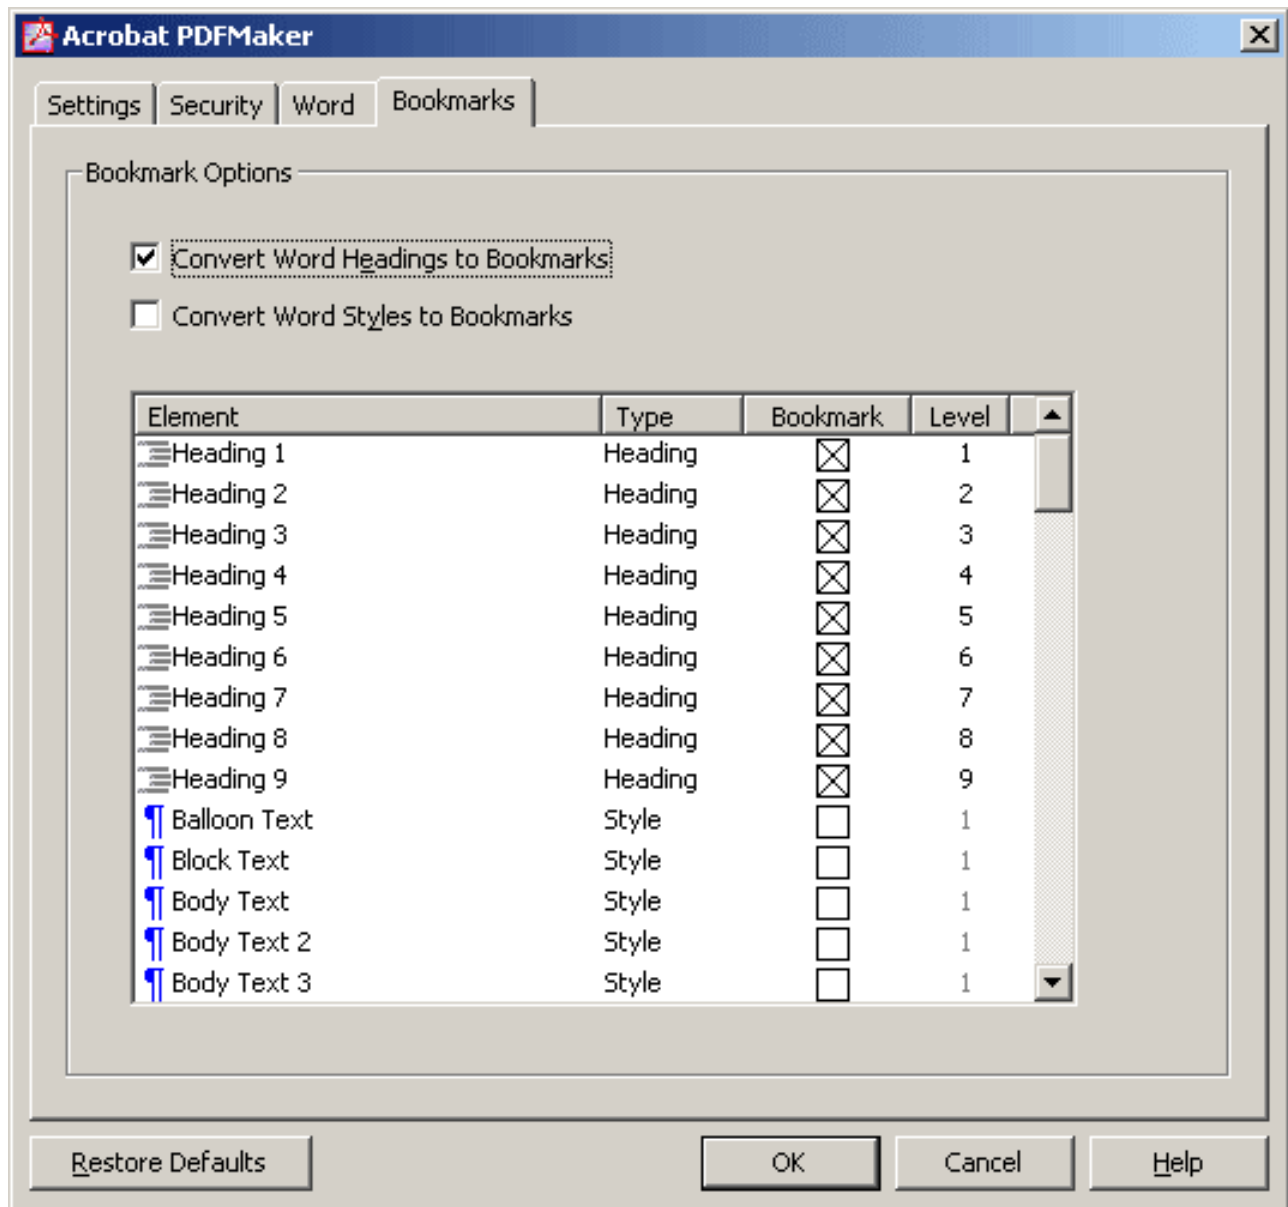 Acrobat PDFMaker
Settings Security Word Bookmarks
Bookmark Options
Convert Word Headings to Bookmarks
Convert Word Styles to Bookmarks
Element Type Bookmark Level
Heading 1 Heading 1
Heading 2 Heading 2
Heading 3 Heading 3
Heading 4 Heading 4
Heading 5 Heading 5
Heading 6 Heading 6
Heading 7 Heading 7
Heading 8 Heading 8
Heading 9 Heading 9
¶ Balloon Text Style 1
¶ Block Text Style 1
¶ Body Text Style 1
¶ Body Text 2 Style 1
¶ Body Text 3 Style 1
Restore Defaults OK Cancel Help